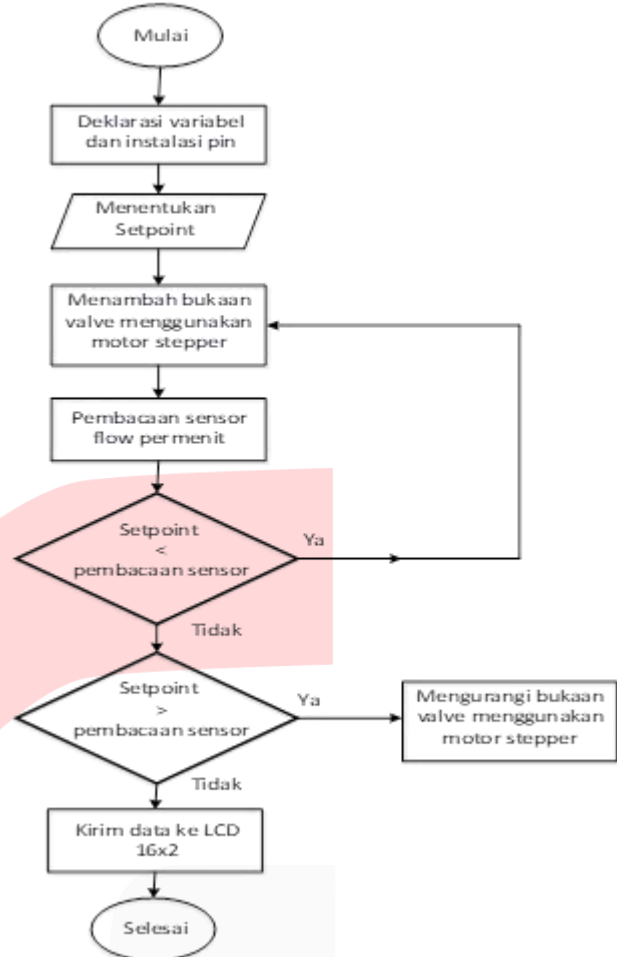 Mulai
Deklarasi variabel
dan instalasi pin
Menentukan
Setpoint
Menambah bukaan
valve menggunakan
motor stepper
Pembacaan sensor
flow permenit
Setpoint
<
pembacaan sensor
Ya
Tidak
Setpoint
>
pembacaan sensor
Ya
Mengurangi bukaan
valve menggunakan
motor stepper
Tidak
Kirim data ke LCD
16x2
Selesai